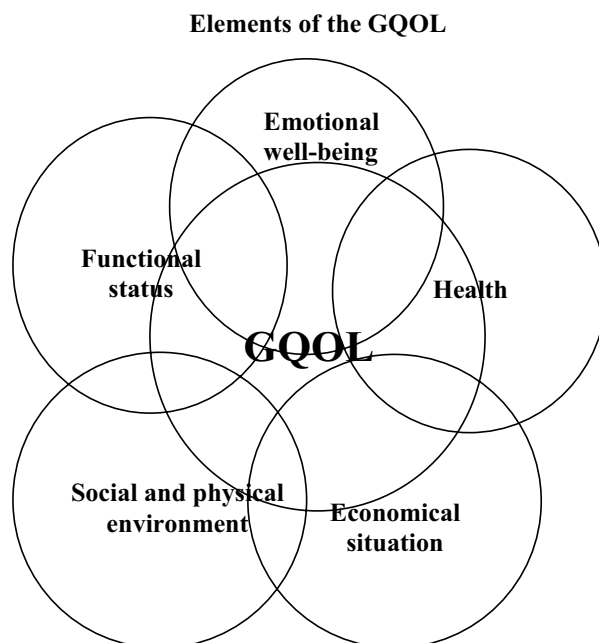 Elements of the GQOL
Emotional
well-being
Functional
status
Health
GQOL
Social and physical
environment
Economical
situation